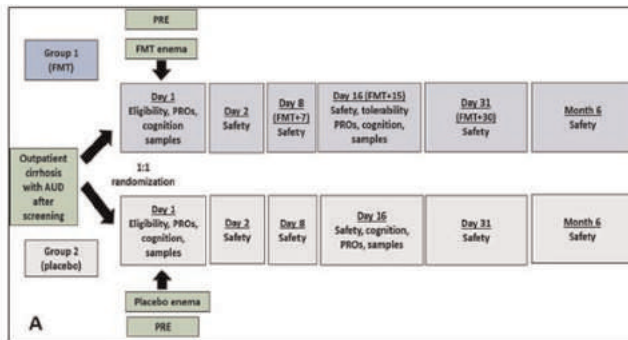 PRE
FMT enema
Group 1
(FMT)
Day 1
Eligibility, PROs,
cognition
samples
Day 2
Safety
Day 8
(FMT+7)
Safety
Day 16 (FMT+15)
Safety, tolerability
PROs, cognition,
samples
Day 31
(FMT+30)
Safety
Month 6
Safety
Outpatient
cirrhosis
with AUD
after
screening
1:1
randomization
Day 1
Eligibility, PROs,
cognition,
samples
Day 2
Safety
Day 8
Safety
Day 16
Safety, cognition,
PROs, samples
Day 31
Safety
Month 6
Safety
Group 2
(placebo)
Placebo enema
PRE
A